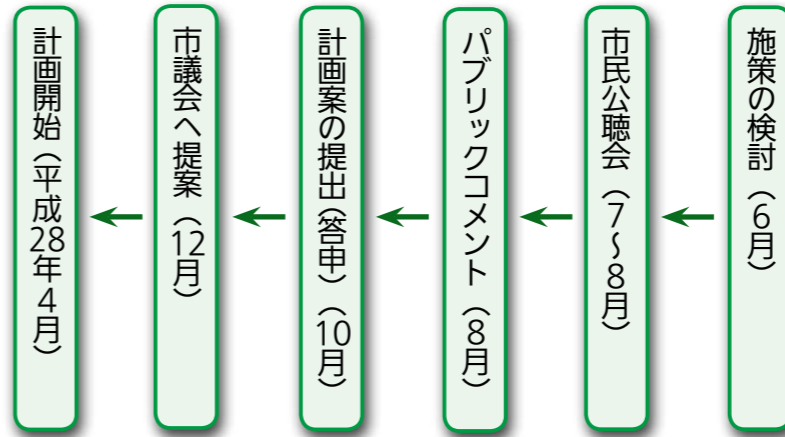 施策の検討（6月）
市民公聴会（7〜8月）
パブリックコメント（8月）
計画案の提出（答申）（10月）
市議会へ提案（12月）
計画開始（平成28年4月）